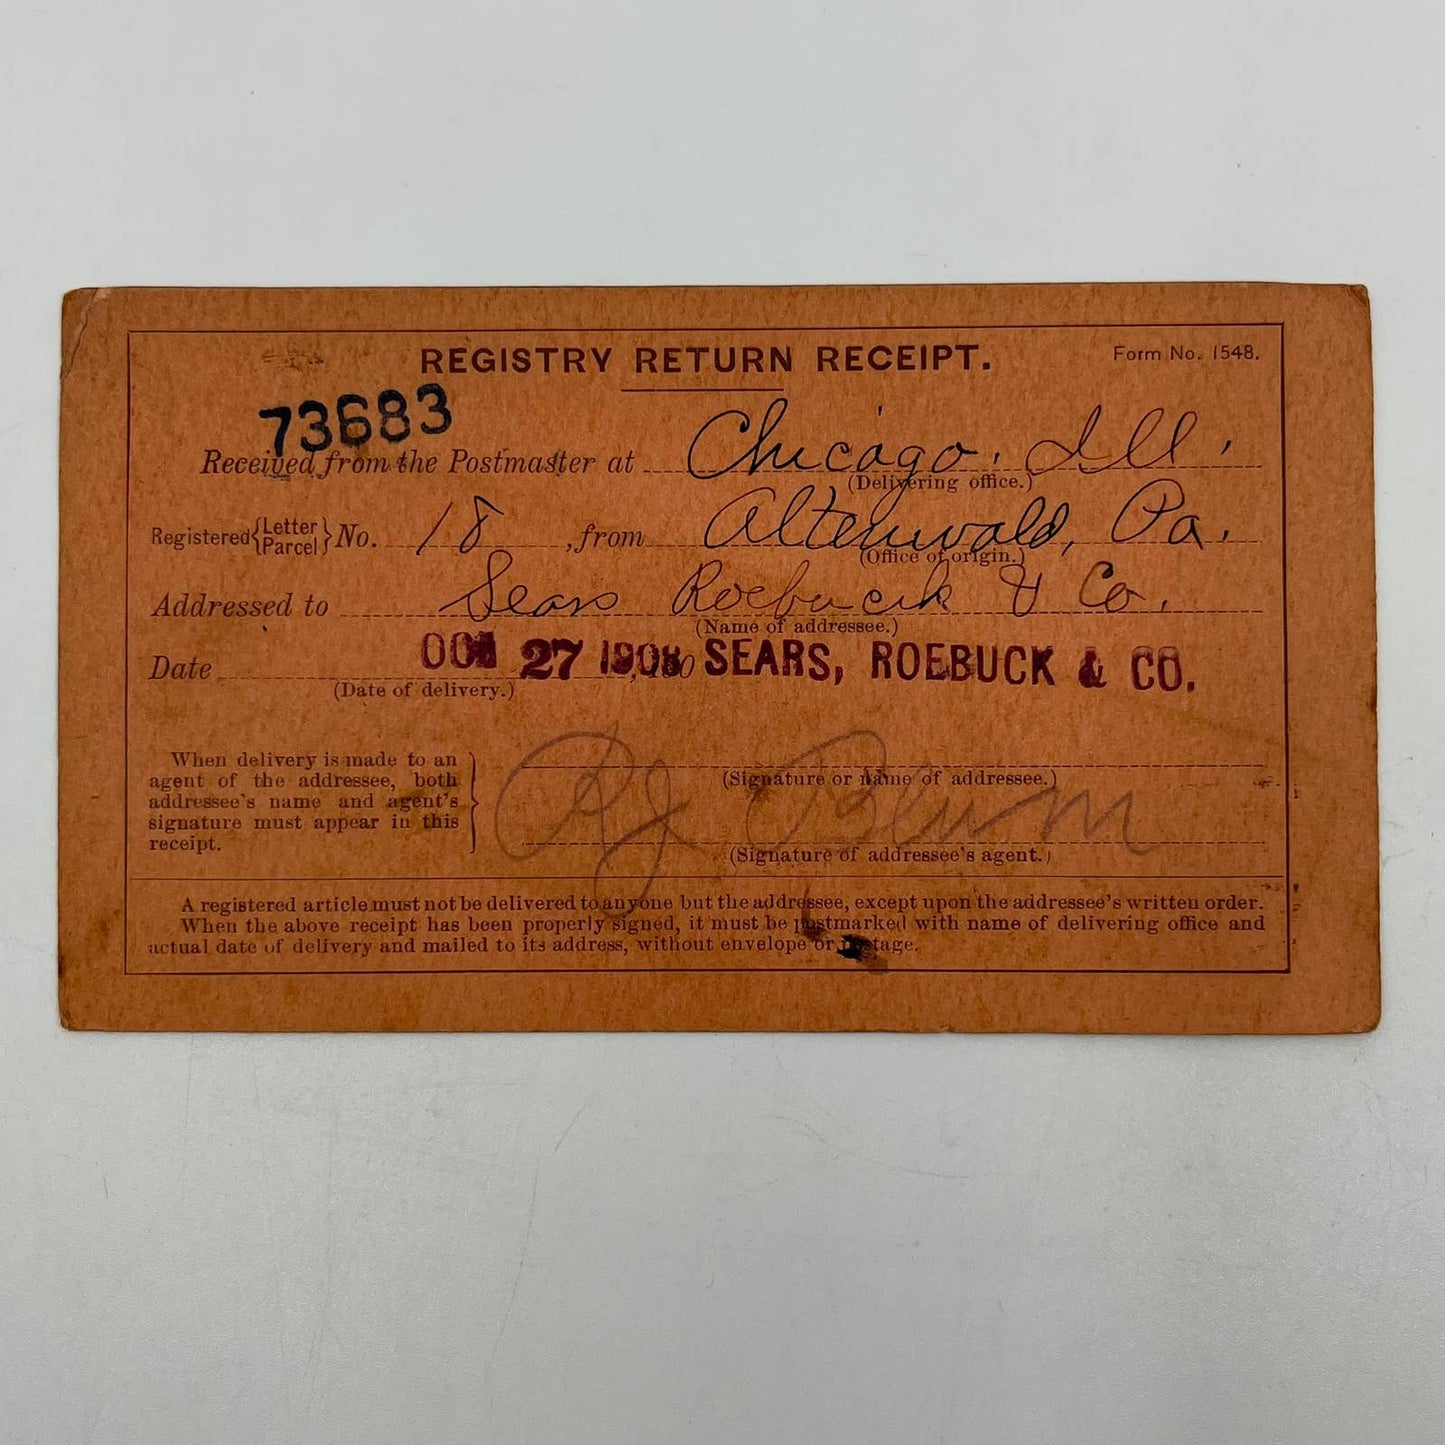 REGISTRY RETURN RECEIPT. Form No. 1548.
73683
Received from the Postmaster at Chicago, Ill.
(Delivering office.)
Registered {Letter Parcel} No. 18, from Altenwald, Pa.
(Office of origin.)
Addressed to Sears Roebuck & Co.
(Name of addressee.)
Date OCT 27 1908 SEARS, ROEBUCK & CO.
(Date of delivery.)
When delivery is made to an
agent of the addressee, both
addressee's name and agent's
signature must appear in this
receipt.
(Signature or name of addressee.)
(Signature of addressee's agent.)
A registered article must not be delivered to anyone but the addressee, except upon the addressee's written order.
When the above receipt has been properly signed, it must be postmarked with name of delivering office and
actual date of delivery and mailed to its address, without envelope or postage.